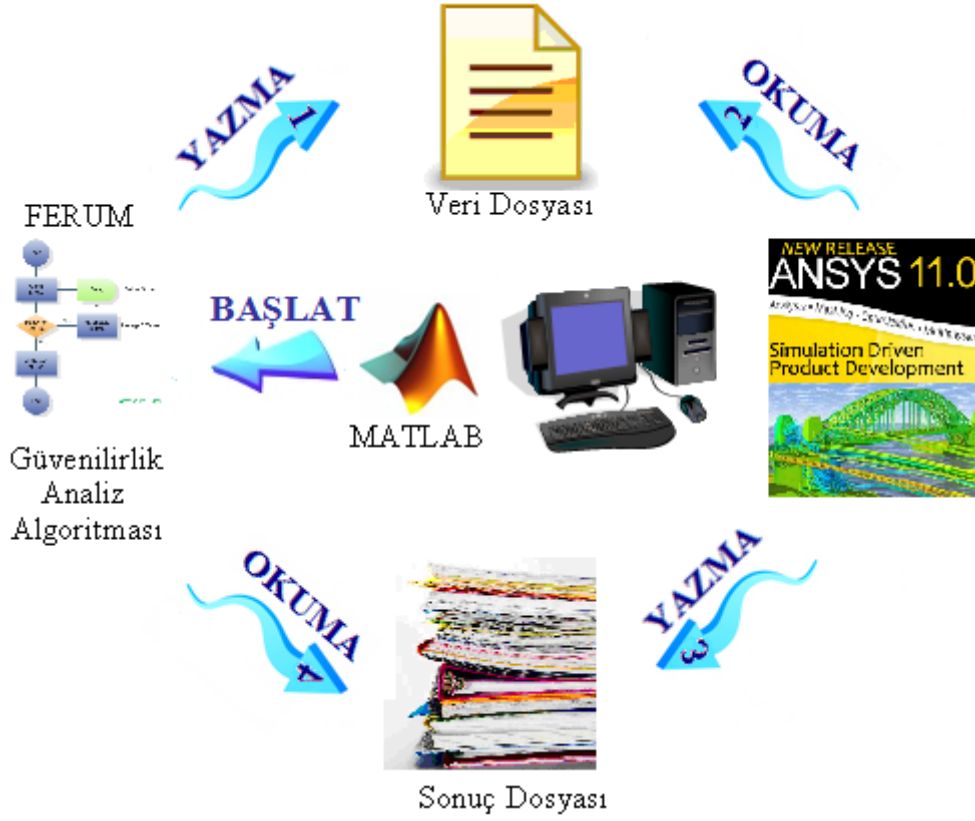 YAZMA
1
OKUMA
2
Veri Dosyası
FERUM
BAŞLAT
MATLAB
NEW RELEASE
ANSYS 11.0
Simulation Driven
Product Development
Güvenilirlik
Analiz
Algoritması
OKUMA
4
YAZMA
3
Sonuç Dosyası